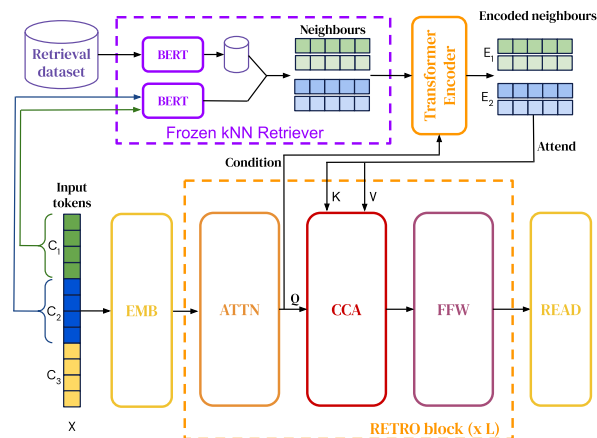 Retrieval
dataset
BERT
BERT
Neighbours
Frozen kNN Retriever
Transformer
Encoder
Encoded neighbours
E1
E2
Condition
Attend
Input
tokens
C1
C2
C3
X
EMB
ATTN
Q
K
V
CCA
FFW
READ
RETRO block (x L)